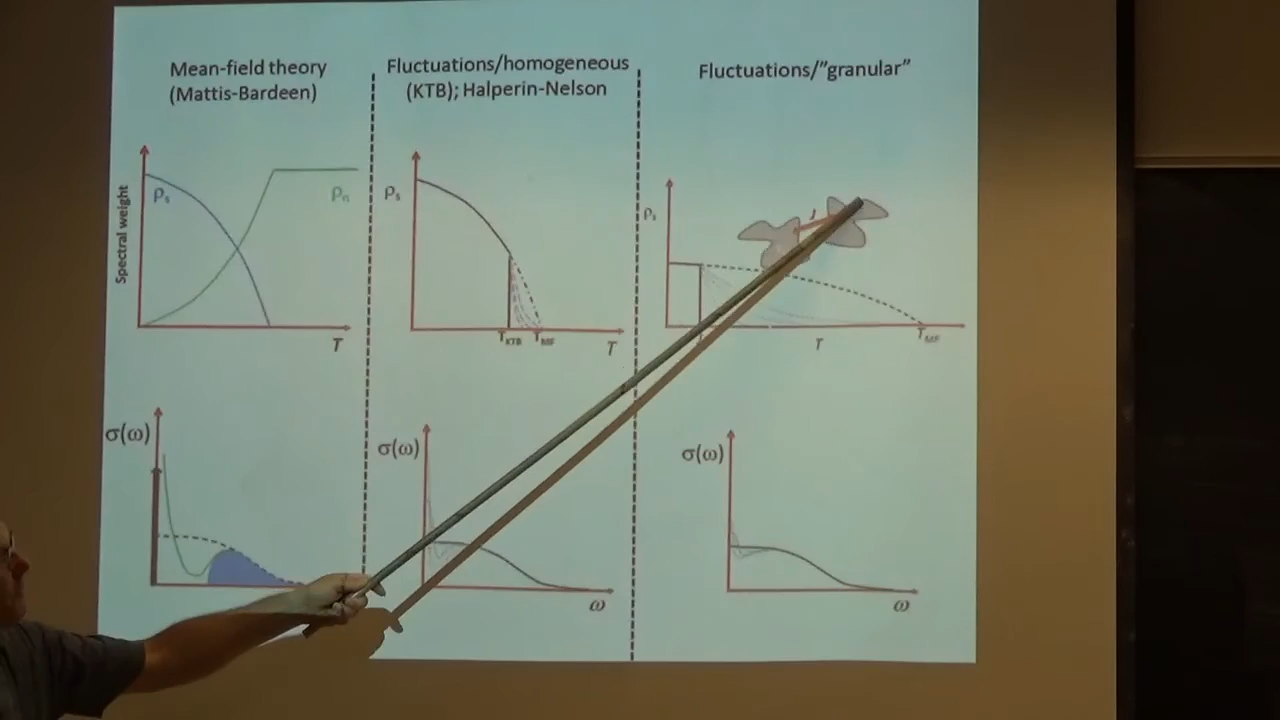 Mean-field theory
(Mattis-Bardeen)
Spectral weight
ρs
ρn
T
σ(ω)
Fluctuations/homogeneous
(KTB); Halperin-Nelson
ρs
TKTB
TMF
T
σ(ω)
ω
Fluctuations/”granular”
ρs
J
T
TMF
σ(ω)
ω